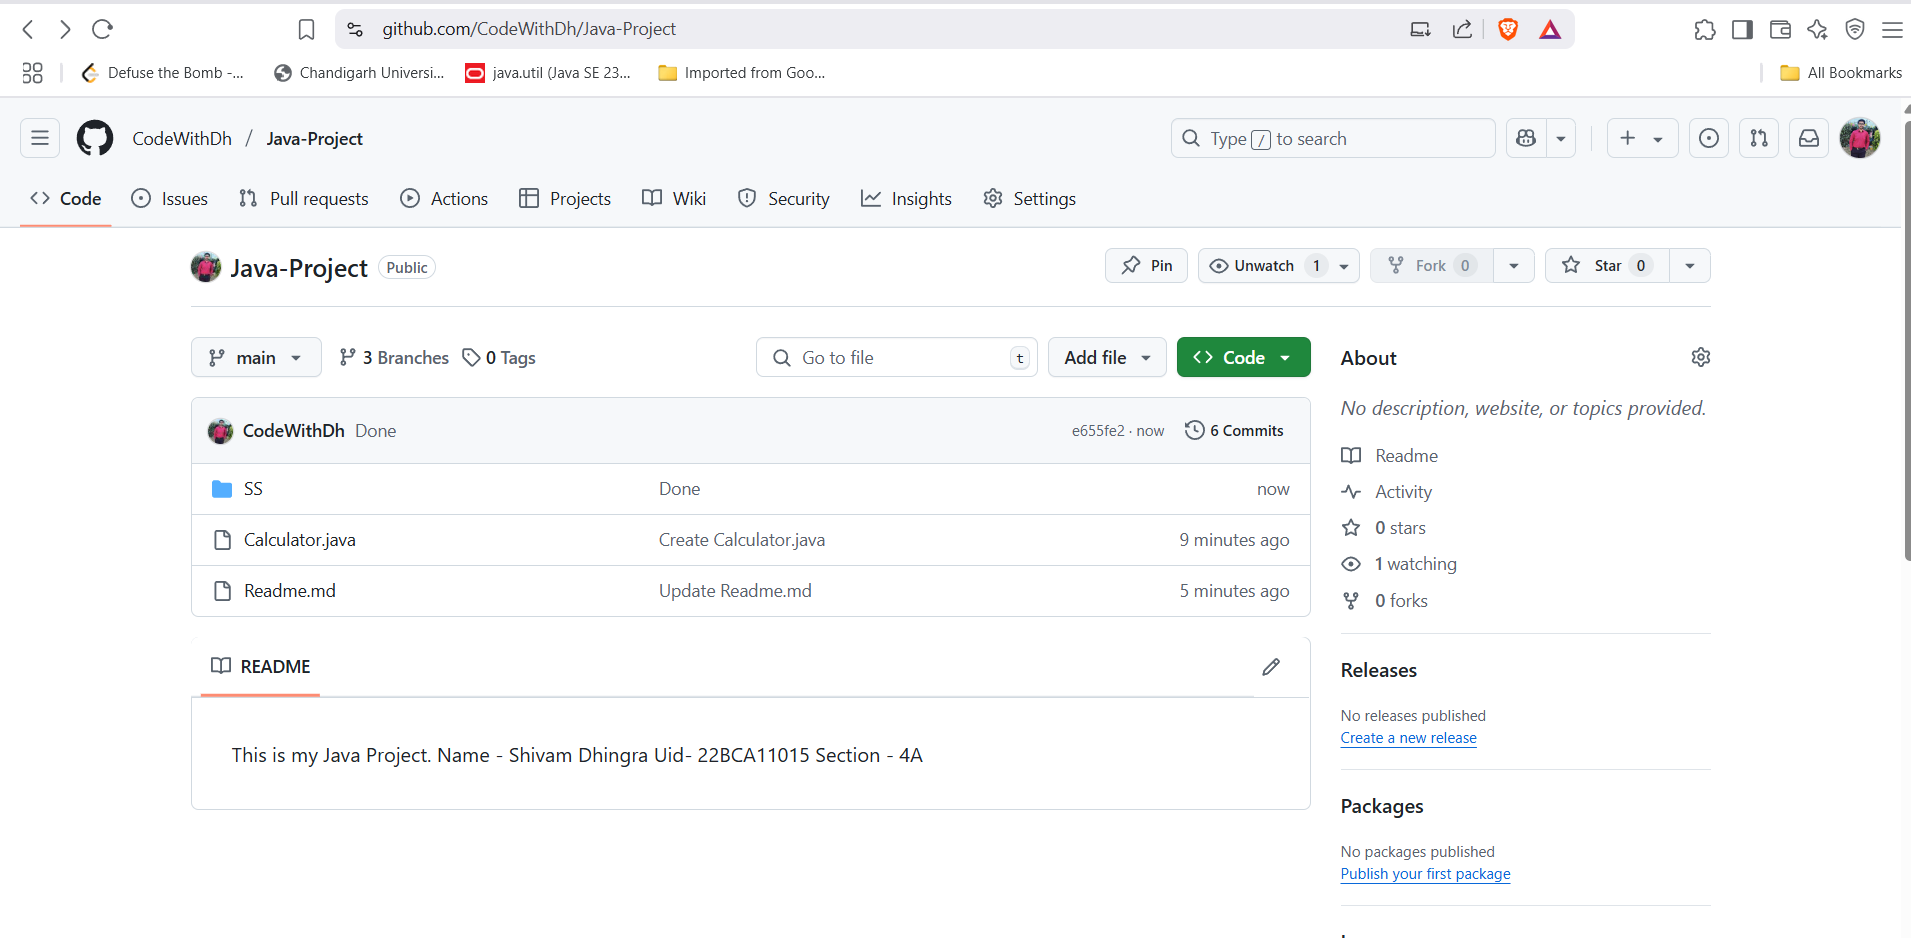 github.com/CodeWithDh/Java-Project
Defuse the Bomb -... Chandigarh Universi... java.util (Java SE 23... Imported from Goo... All Bookmarks
CodeWithDh / Java-Project Type / to search
Code Issues Pull requests Actions Projects Wiki Security Insights Settings
Java-Project Public Pin Unwatch 1 Fork 0 Star 0
main 3 Branches 0 Tags Go to file t Add file Code
CodeWithDh Done e655fe2 · now 6 Commits
SS Done now
Calculator.java Create Calculator.java 9 minutes ago
Readme.md Update Readme.md 5 minutes ago
README
This is my Java Project. Name - Shivam Dhingra Uid- 22BCA11015 Section - 4A
About
No description, website, or topics provided.
Readme
Activity
0 stars
1 watching
0 forks
Releases
No releases published
Create a new release
Packages
No packages published
Publish your first package